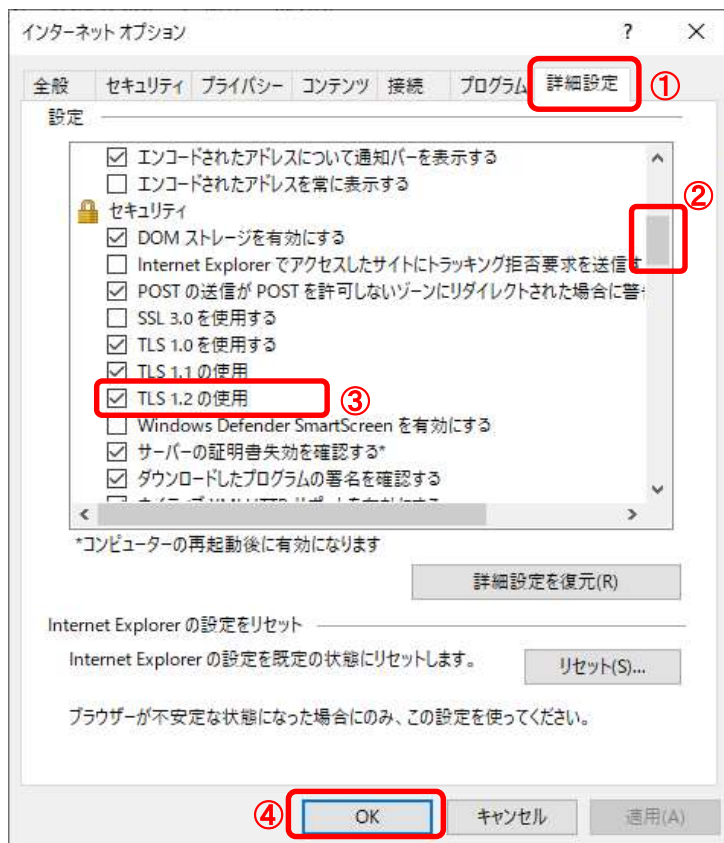 インターネット オプション ? ×
全般 セキュリティ プライバシー コンテンツ 接続 プログラム 詳細設定 ①
設定
エンコードされたアドレスについて通知バーを表示する
エンコードされたアドレスを常に表示する
②
セキュリティ
DOM ストレージを有効にする
Internet Explorer でアクセスしたサイトにトラッキング拒否要求を送信す
POST の送信が POST を許可しないゾーンにリダイレクトされた場合に警
SSL 3.0 を使用する
TLS 1.0 を使用する
TLS 1.1 の使用
TLS 1.2 の使用 ③
Windows Defender SmartScreen を有効にする
サーバーの証明書失効を確認する*
ダウンロードしたプログラムの署名を確認する
*コンピューターの再起動後に有効になります
詳細設定を復元(R)
Internet Explorer の設定をリセット
Internet Explorer の設定を既定の状態にリセットします。
リセット(S)...
ブラウザーが不安定な状態になった場合にのみ、この設定を使ってください。
④ OK キャンセル 適用(A)